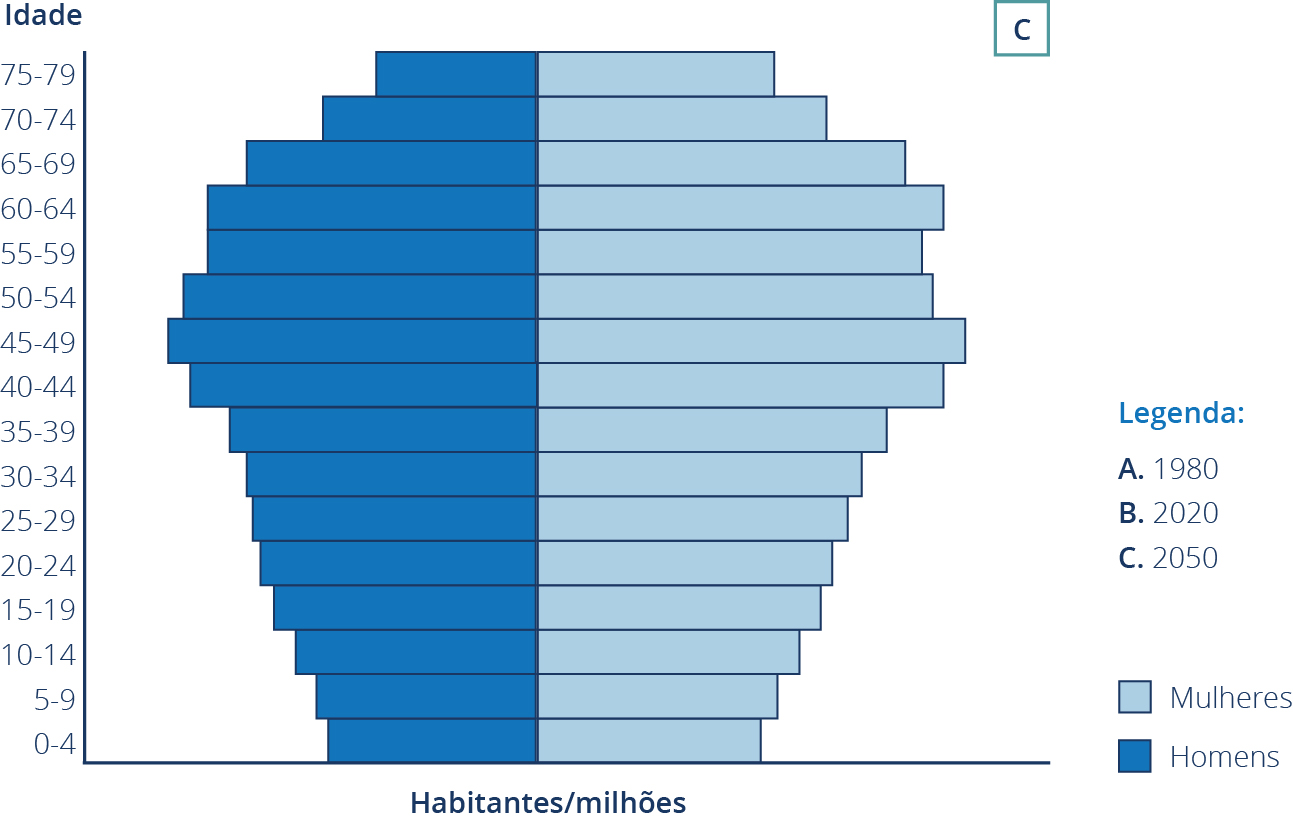 Idade
C
75-79
70-74
65-69
60-64
55-59
50-54
45-49
40-44
35-39
30-34
25-29
20-24
15-19
10-14
5-9
0-4
Habitantes/milhões
Legenda:
A. 1980
B. 2020
C. 2050
Mulheres
Homens